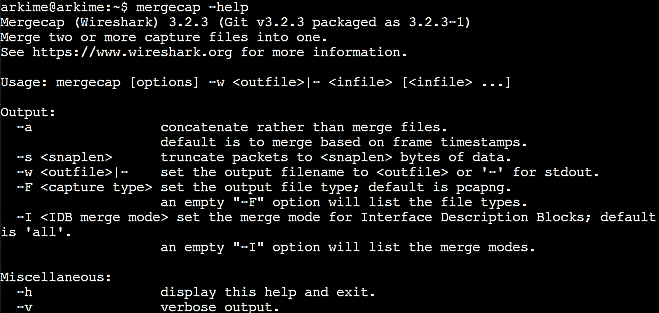 arkime@arkime:~$ mergecap -help
Mergecap (Wireshark) 3.2.3 (Git v3.2.3 packaged as 3.2.3-1)
Merge two or more capture files into one.
See https://www.wireshark.org for more information.
Usage: mergecap [options] -w <outfile>|- <infile> [<infile> ...]
Output:
-a concatenate rather than merge files.
default is to merge based on frame timestamps.
-s <snaplen> truncate packets to <snaplen> bytes of data.
-w <outfile>|- set the output filename to <outfile> or '-' for stdout.
-F <capture type> set the output file type; default is pcapng.
an empty "-F" option will list the file types.
-I <IDB merge mode> set the merge mode for Interface Description Blocks; default
is 'all'.
an empty "-I" option will list the merge modes.
Miscellaneous:
-h display this help and exit.
-v verbose output.